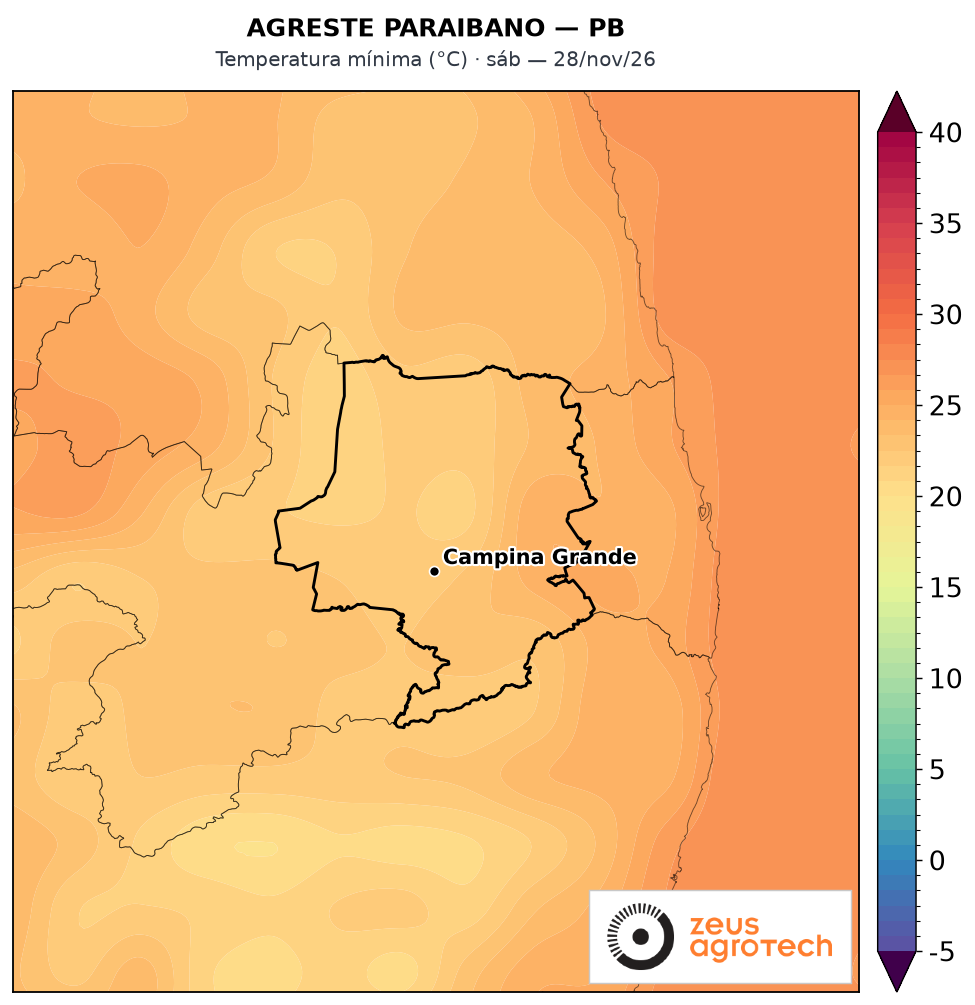 AGRESTE PARAIBANO — PB
Temperatura mínima (°C) · sáb — 28/nov/26
40
35
30
25
20
15
10
5
0
-5
Campina Grande
zeus
agrotech